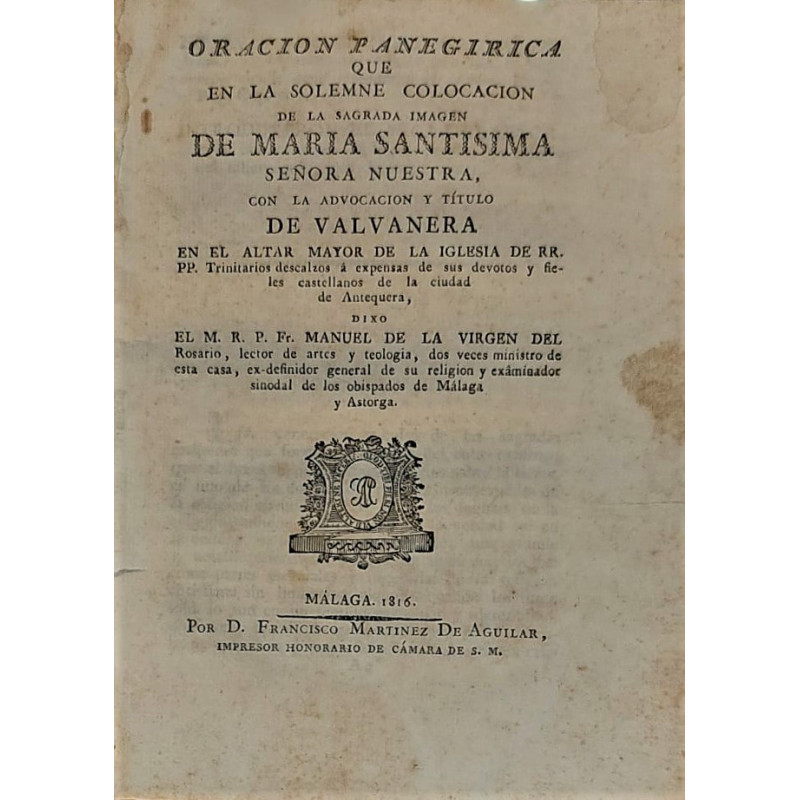 ORACION PANEGIRICA
QUE
EN LA SOLEMNE COLOCACION
DE LA SAGRADA IMAGEN
DE MARIA SANTISIMA
SEÑORA NUESTRA,
CON LA ADVOCACION Y TÍTULO
DE VALVANERA
EN EL ALTAR MAYOR DE LA IGLESIA DE RR.
PP. Trinitarios descalzos á expensas de sus devotos y fie-
les castellanos de la ciudad
de Antequera,
DIXO
EL M. R. P. Fr. MANUEL DE LA VIRGEN DEL
Rosario, lector de artes y teologia, dos veces ministro de
esta casa, ex-definidor general de su religion y exáminador
sinodal de los obispados de Málaga
y Astorga.
MÁLAGA. 1816.
POR D. FRANCISCO MARTINEZ DE AGUILAR,
IMPRESOR HONORARIO DE CÁMARA DE S. M.